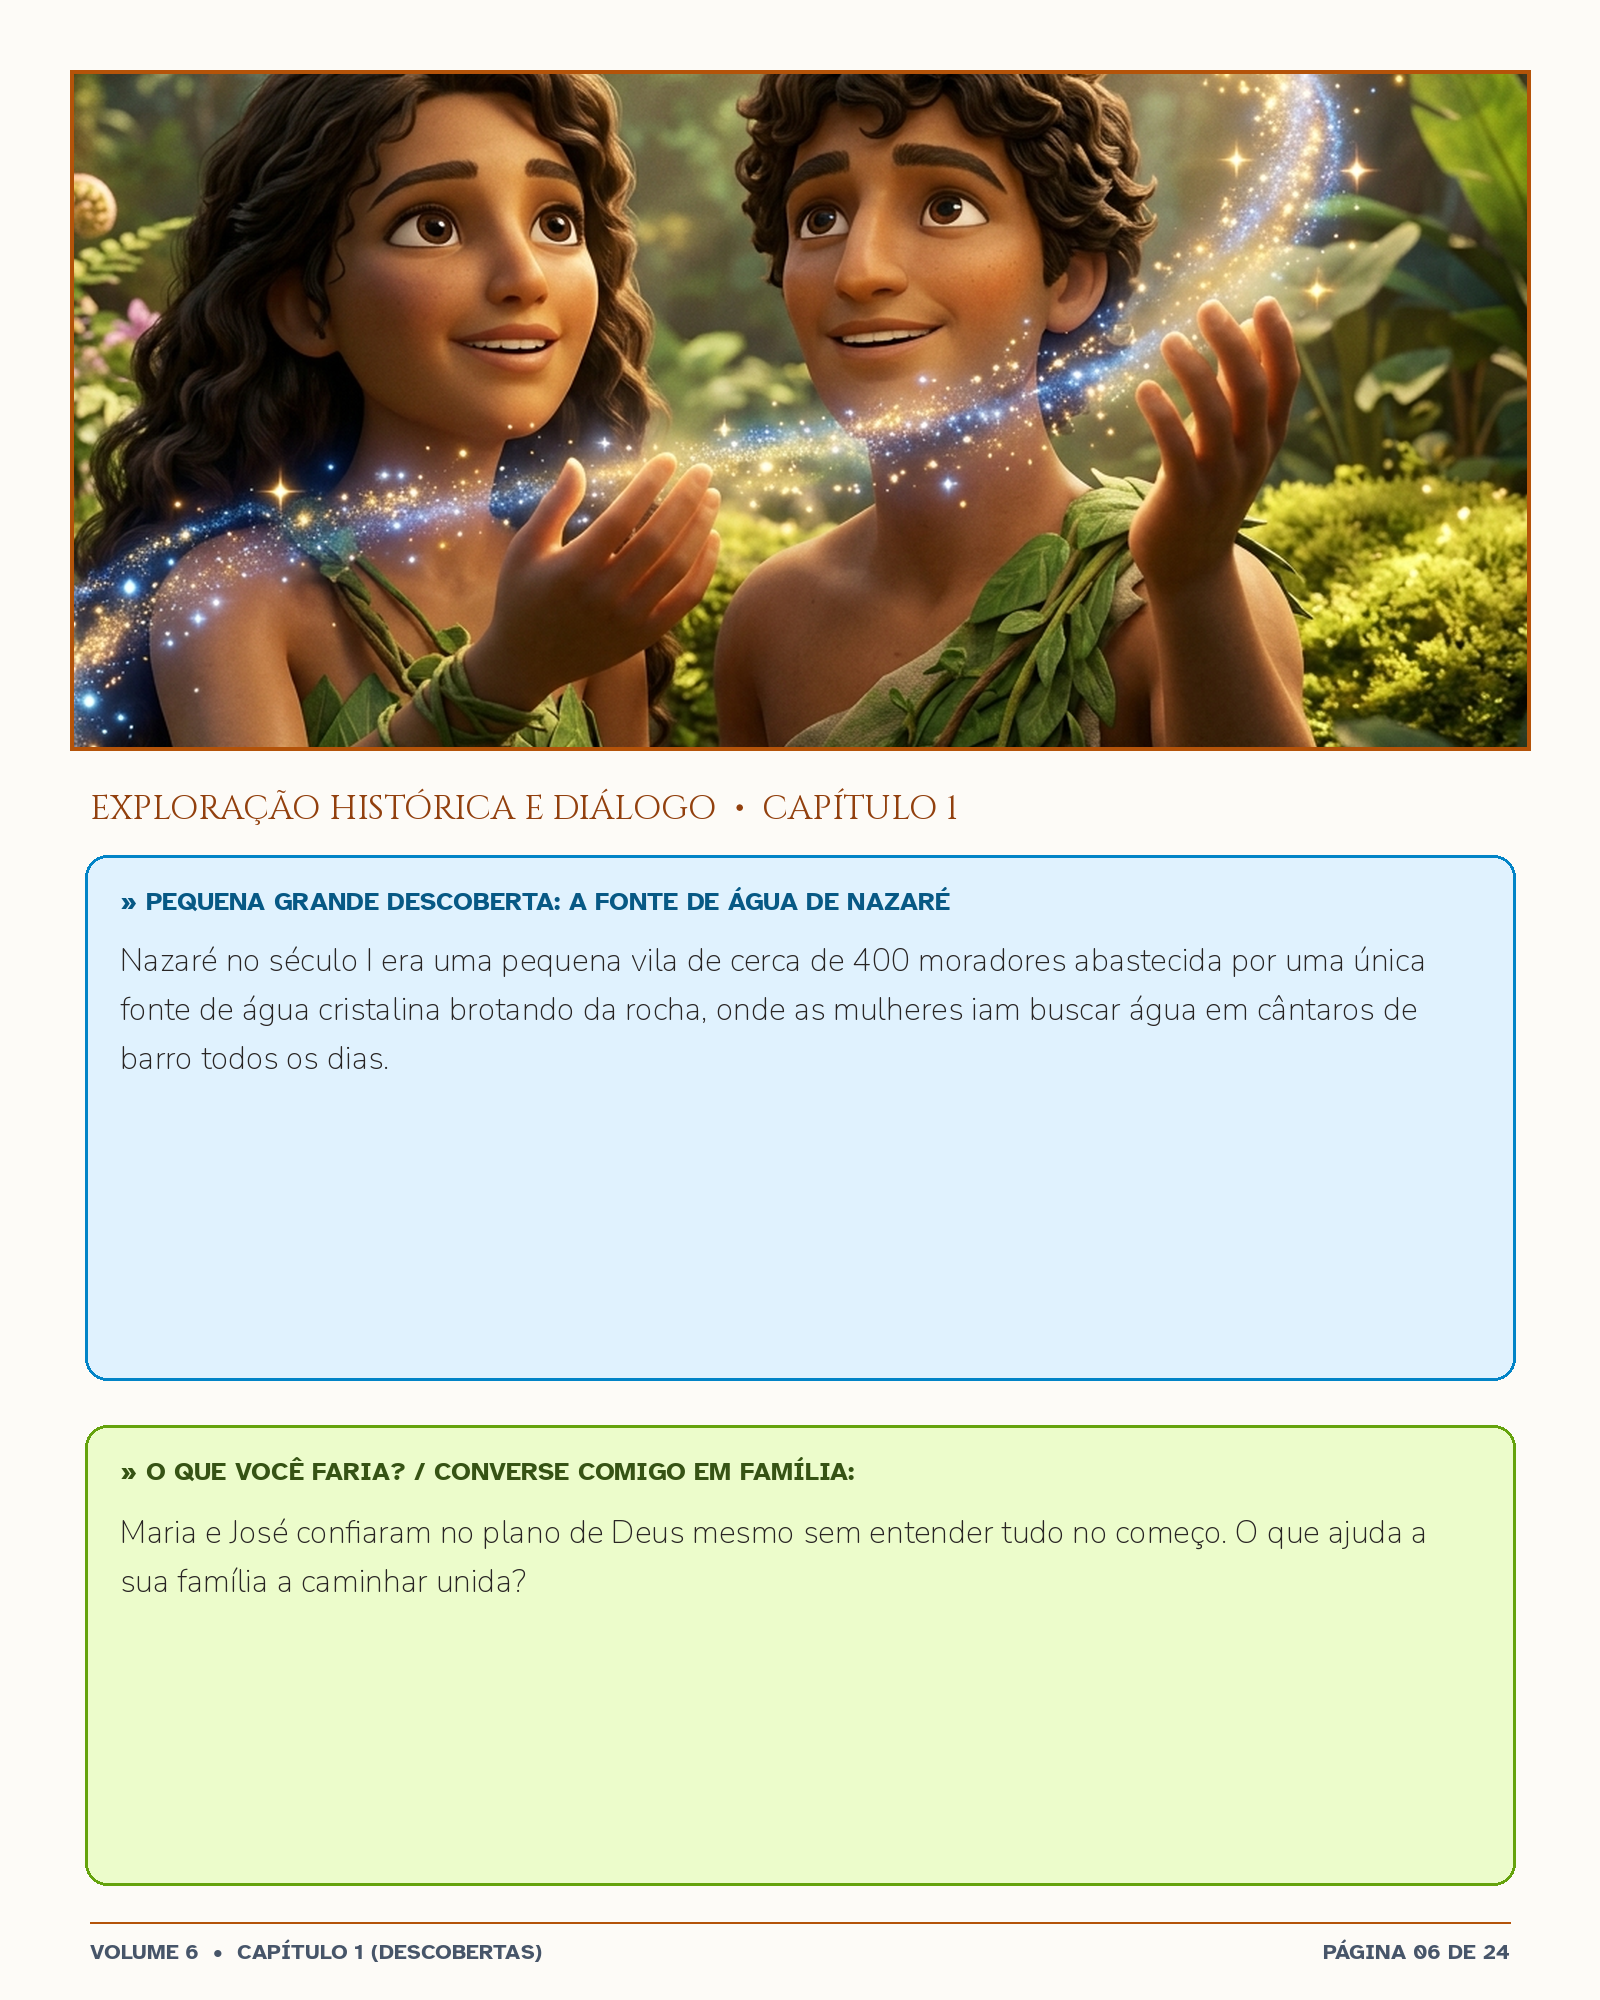 EXPLORAÇÃO HISTÓRICA E DIÁLOGO • CAPÍTULO 1
» PEQUENA GRANDE DESCOBERTA: A FONTE DE ÁGUA DE NAZARÉ
Nazaré no século I era uma pequena vila de cerca de 400 moradores abastecida por uma única
fonte de água cristalina brotando da rocha, onde as mulheres iam buscar água em cântaros de
barro todos os dias.
» O QUE VOCÊ FARIA? / CONVERSE COMIGO EM FAMÍLIA:
Maria e José confiaram no plano de Deus mesmo sem entender tudo no começo. O que ajuda a
sua família a caminhar unida?
VOLUME 6 • CAPÍTULO 1 (DESCOBERTAS)
PÁGINA 06 DE 24